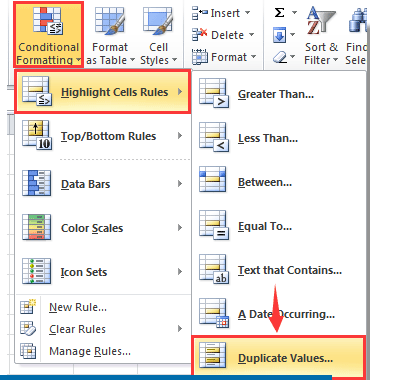 Conditional Formatting
Format as Table
Cell Styles
Insert
Delete
Format
Σ
Sort & Filter
Find Selec
Highlight Cells Rules
Top/Bottom Rules
Data Bars
Color Scales
Icon Sets
New Rule...
Clear Rules
Manage Rules...
Greater Than...
Less Than...
Between...
Equal To...
Text that Contains...
A Date Occurring...
Duplicate Values...